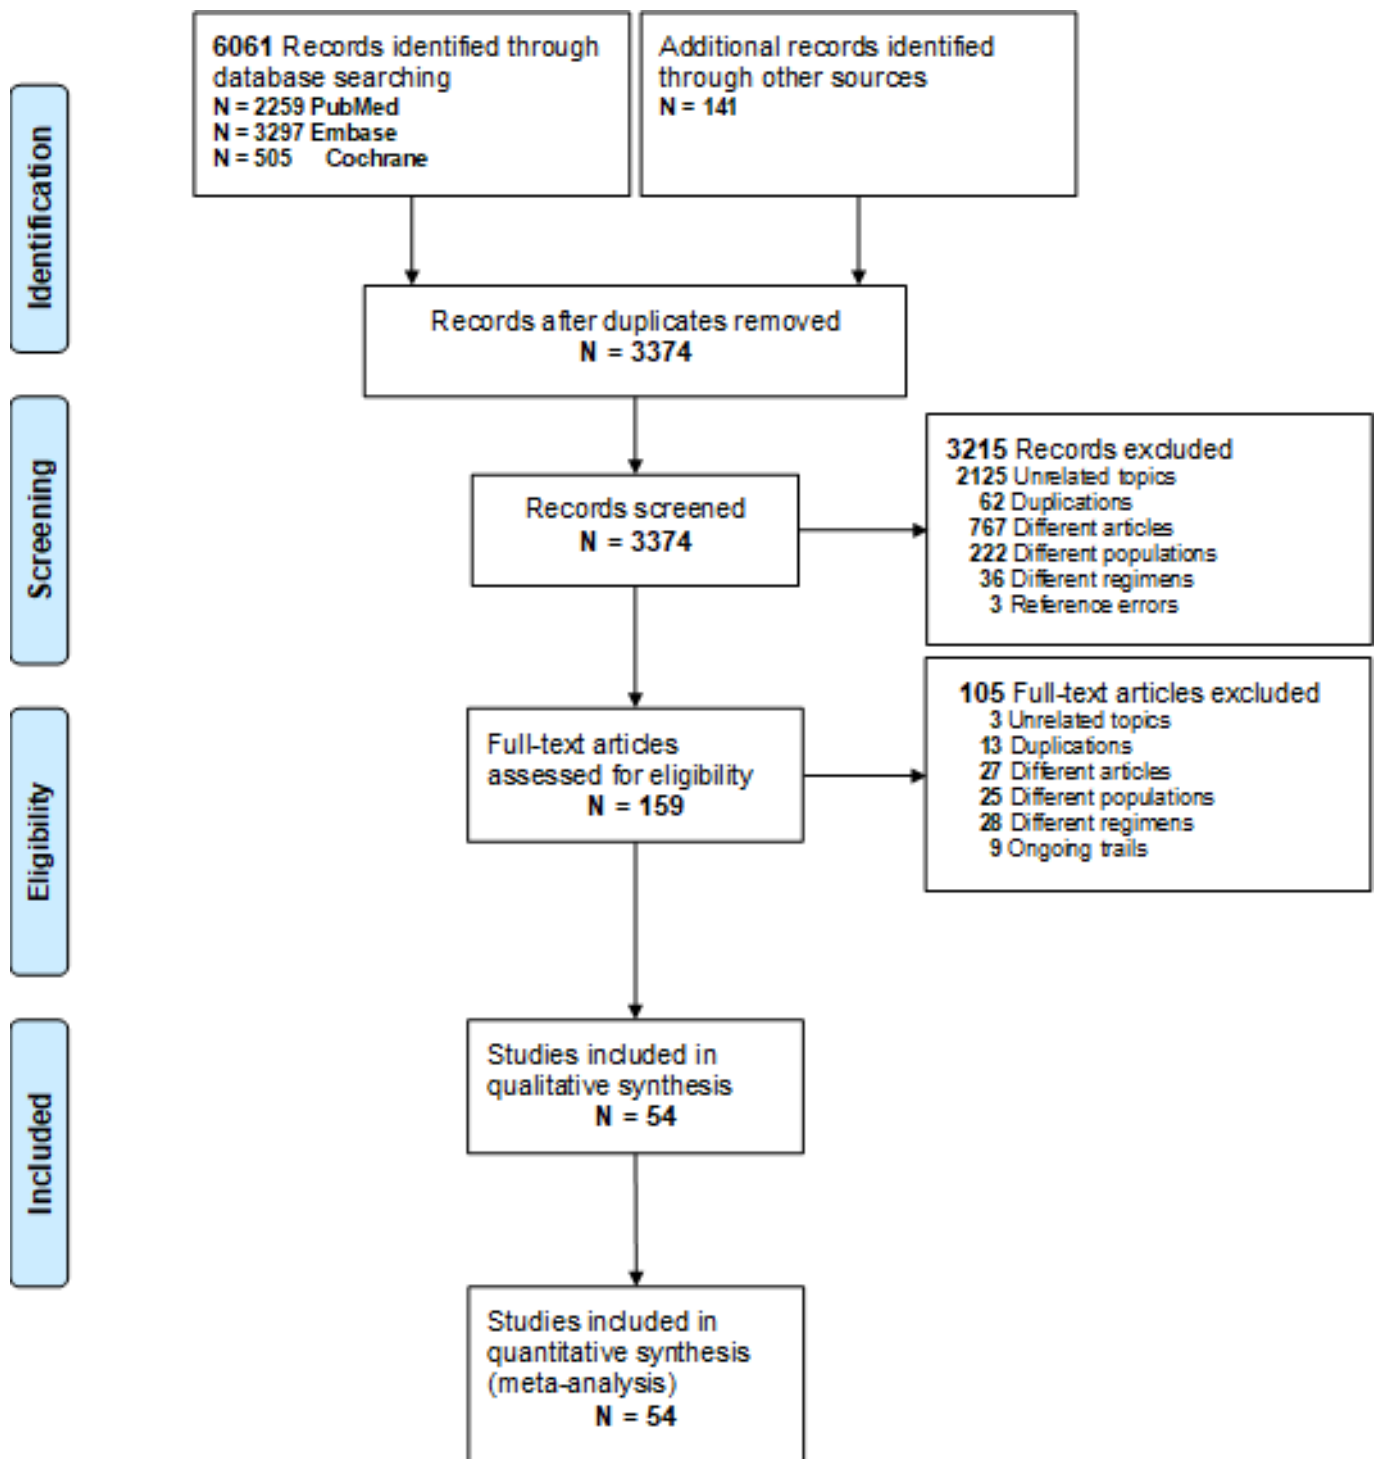 6061 Records identified through
database searching
N = 2259 PubMed
N = 3297 Embase
N = 505 Cochrane
Additional records identified
through other sources
N = 141
Identification
Records after duplicates removed
N = 3374
Screening
Records screened
N = 3374
3215 Records excluded
2125 Unrelated topics
62 Duplications
767 Different articles
222 Different populations
36 Different regimens
3 Reference errors
Eligibility
Full-text articles
assessed for eligibility
N = 159
105 Full-text articles excluded
3 Unrelated topics
13 Duplications
27 Different articles
25 Different populations
28 Different regimens
9 Ongoing trails
Included
Studies included in
qualitative synthesis
N = 54
Studies included in
quantitative synthesis
(meta-analysis)
N = 54